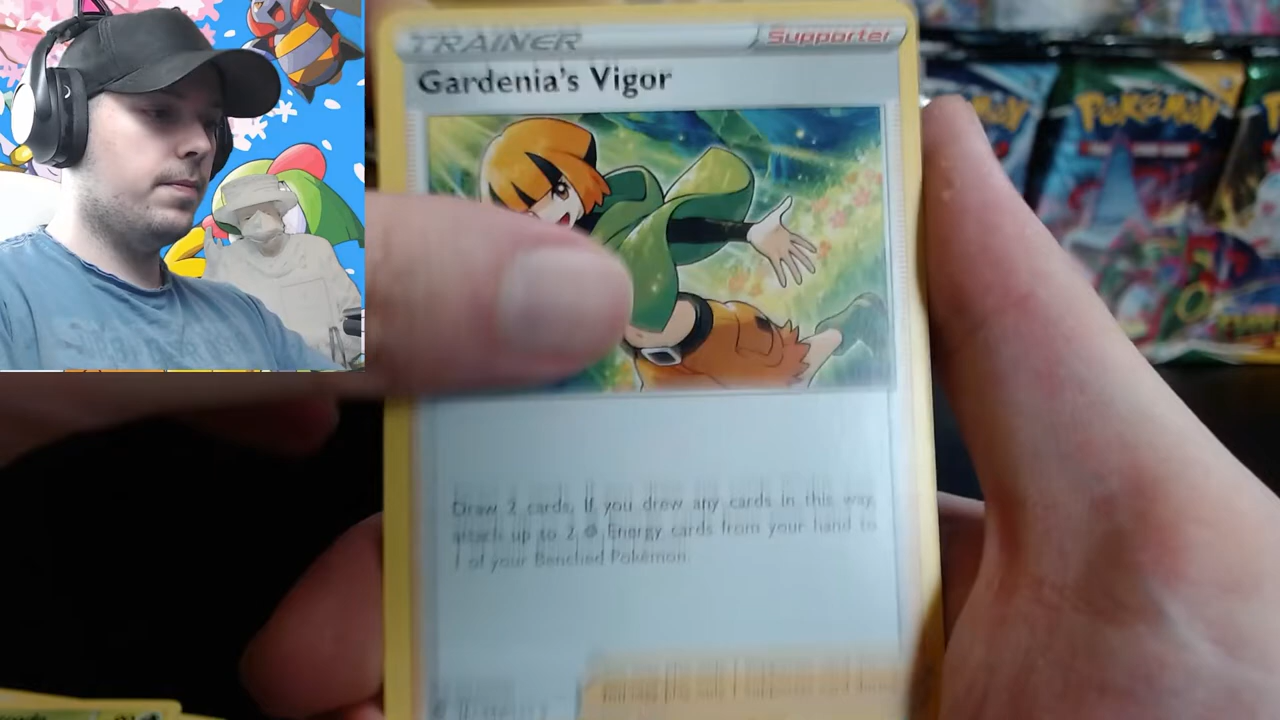 TRAINER
Supporter
Gardenia's Vigor
Draw 2 cards. If you drew any cards in this way,
attach up to 2 Energy cards from your hand to
1 of your Benched Pokémon.
POKéMON